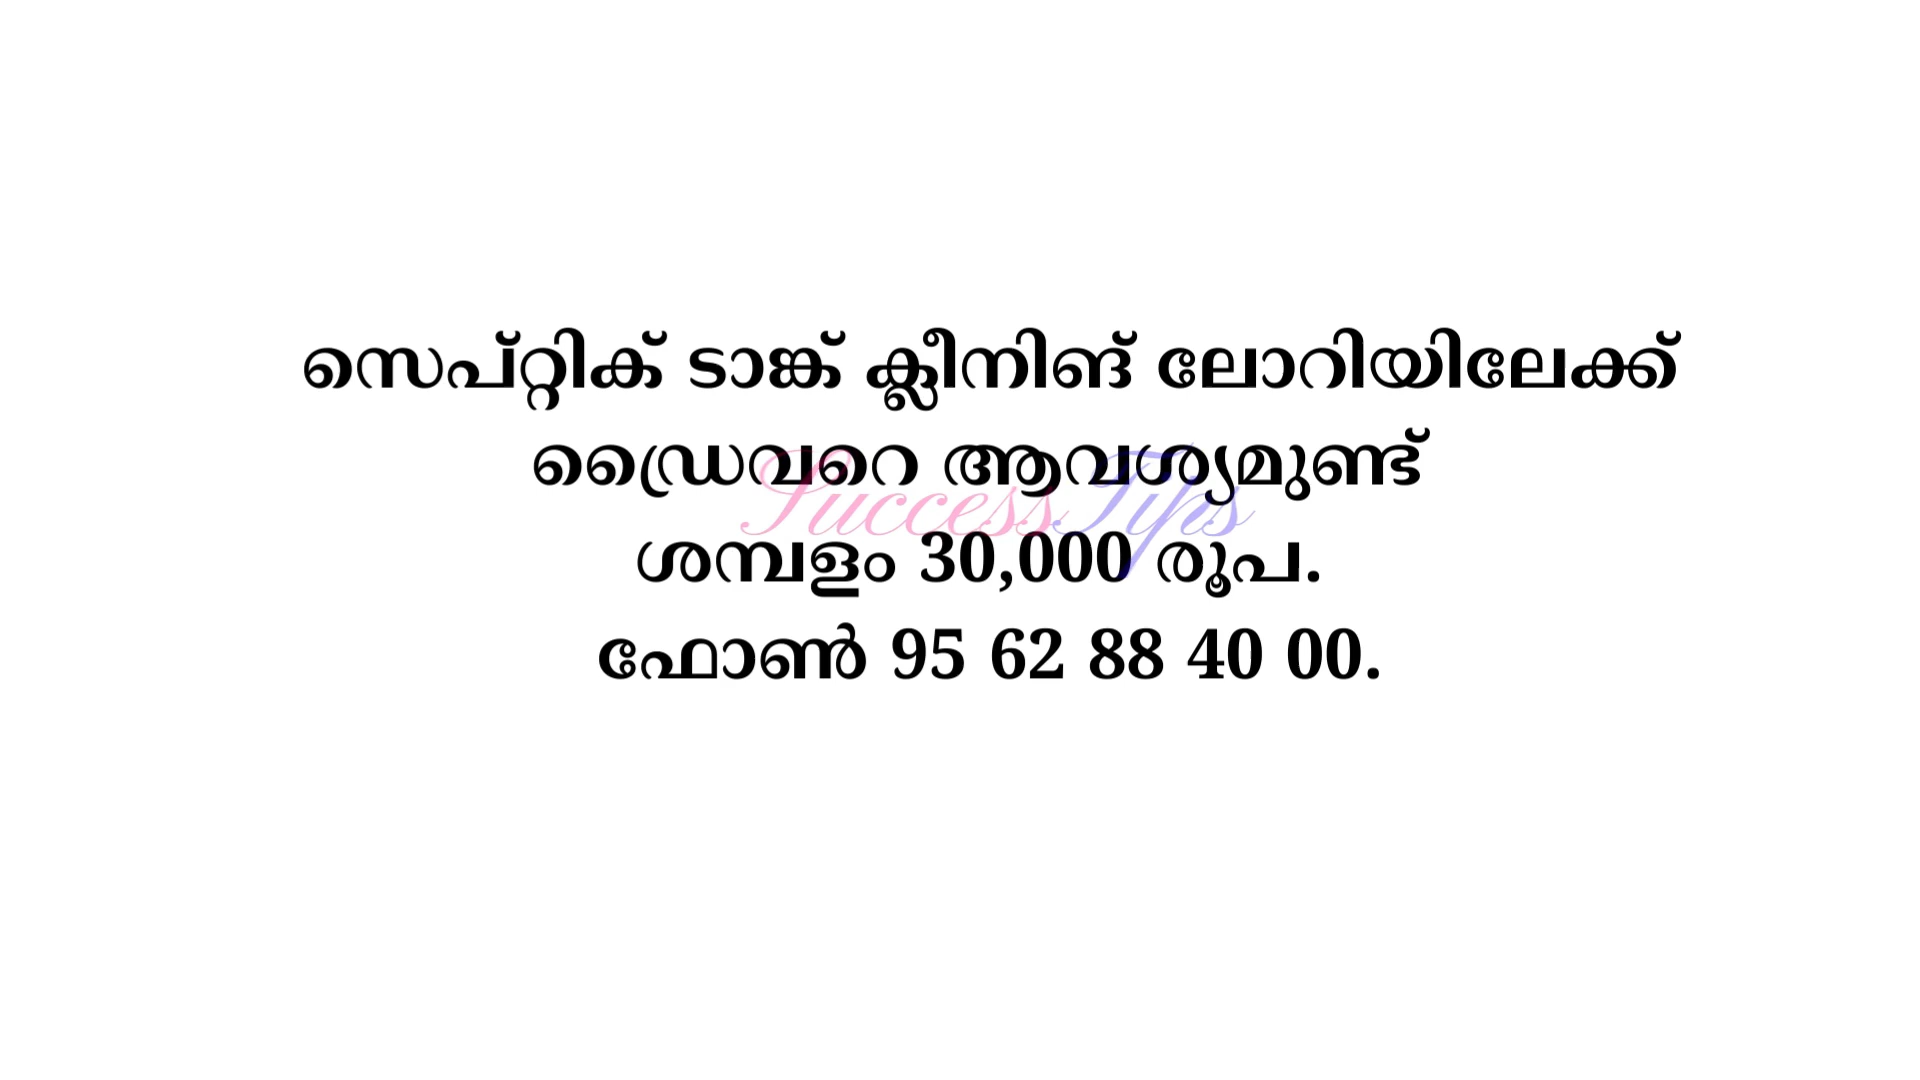 സെപ്റ്റിക് ടാങ്ക് ക്ലീനിങ് ലോറിയിലേക്ക്
ഡ്രൈവറെ ആവശ്യമുണ്ട്
SuccessTips
ശമ്പളം 30,000 രൂപ.
ഫോൺ 95 62 88 40 00.